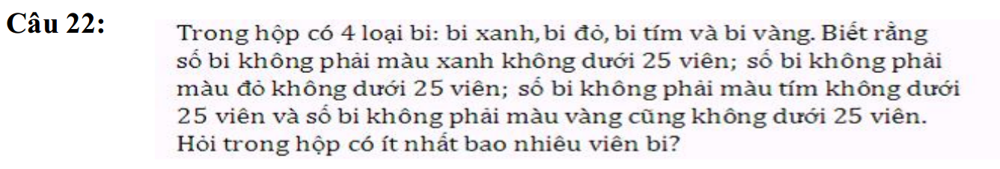 Câu 22:
Trong hộp có 4 loại bi: bi xanh, bi đỏ, bi tím và bi vàng. Biết rằng
số bi không phải màu xanh không dưới 25 viên; số bi không phải
màu đỏ không dưới 25 viên; số bi không phải màu tím không dưới
25 viên và số bi không phải màu vàng cũng không dưới 25 viên.
Hỏi trong hộp có ít nhất bao nhiêu viên bi?